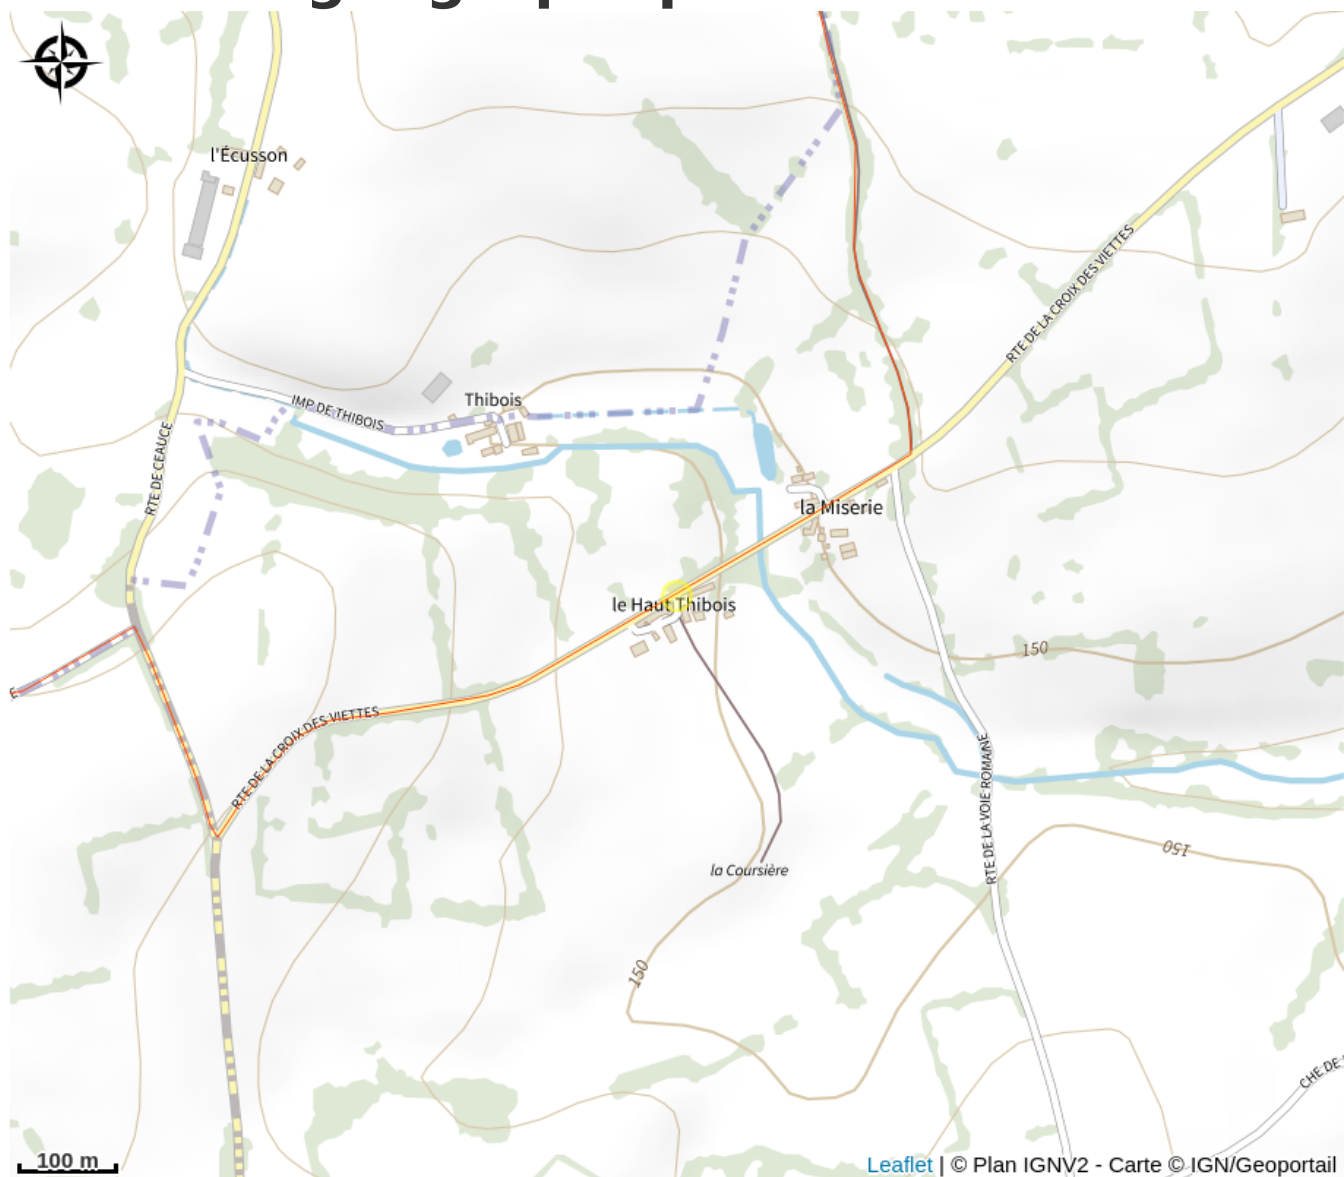 l'Écusson
RTE DE LA CROIX DES VIETTES
Thibois
IMP DE THIBOIS
RTE DE CEAUCE
la Miserie
le Haut Thibois
150
RTE DE LA CROIX DES VIETTES
RTE DE LA VOIE ROMAINE
150
la Coursière
150
CHE DE
100 m
Leaflet | © Plan IGNV2 - Carte © IGN/Geoportail